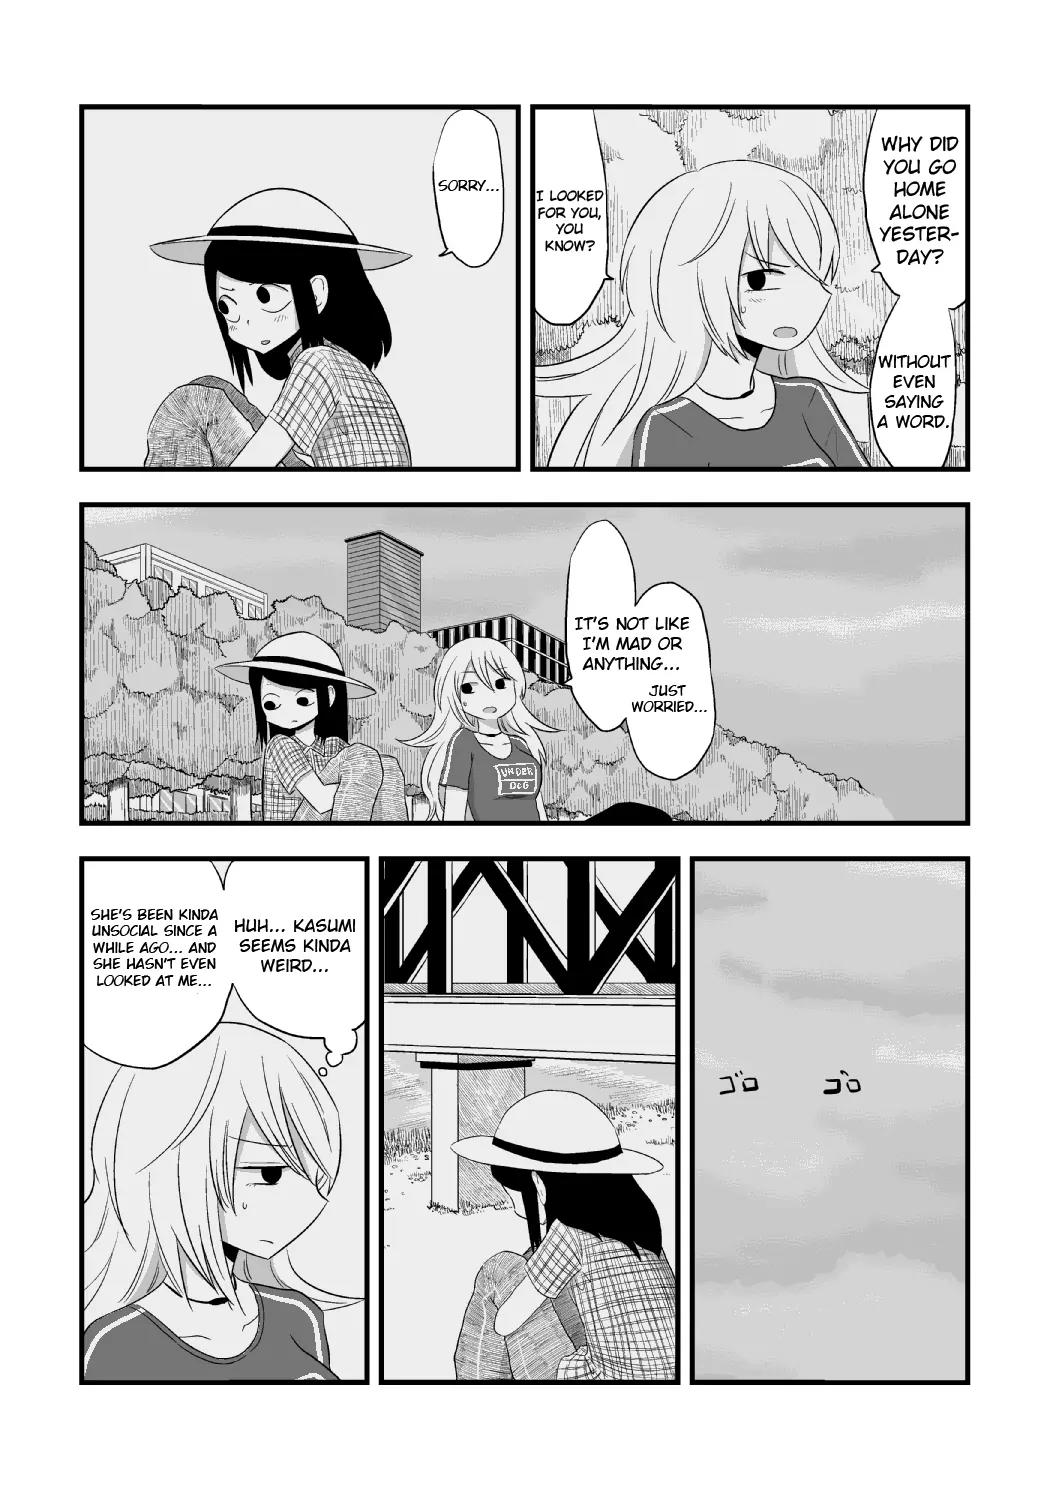 WHY DID
YOU GO
HOME
ALONE
YESTER-
DAY?
WITHOUT
EVEN
SAYING
A WORD.
I LOOKED
FOR YOU,
YOU
KNOW?
SORRY...
IT'S NOT LIKE
I'M MAD OR
ANYTHING...
JUST
WORRIED...
UNDER
DOG
ゴロ
ゴロ
HUH... KASUMI
SEEMS KINDA
WEIRD...
SHE'S BEEN KINDA
UNSOCIAL SINCE A
WHILE AGO... AND
SHE HASN'T EVEN
LOOKED AT ME...